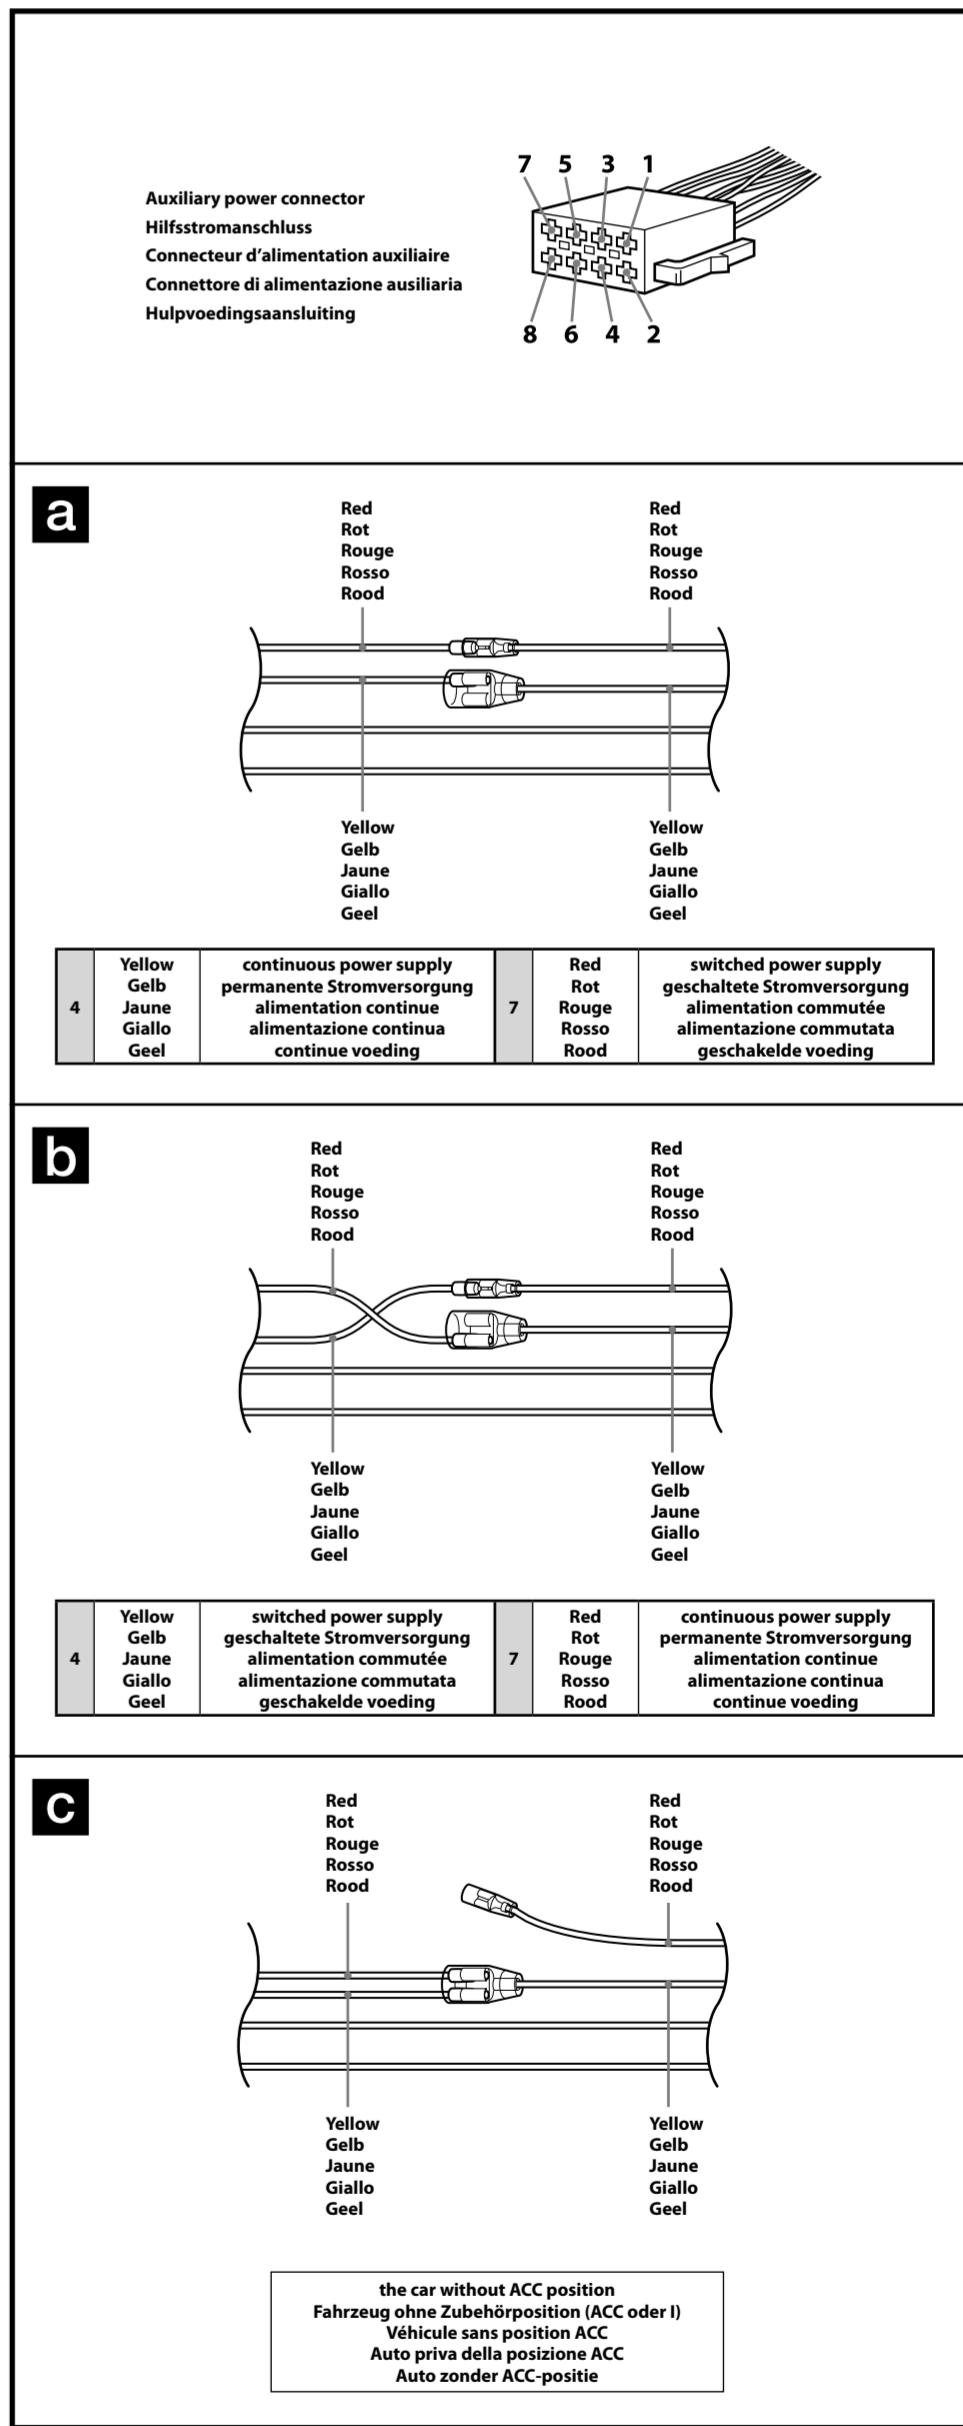 Auxiliary power connector
Hilfsstromanschluss
Connecteur d'alimentation auxiliaire
Connettore di alimentazione ausiliaria
Hulpvoedingsaansluiting
7 5 3 1
8 6 4 2
a
Red
Rot
Rouge
Rosso
Rood
Red
Rot
Rouge
Rosso
Rood
Yellow
Gelb
Jaune
Giallo
Geel
Yellow
Gelb
Jaune
Giallo
Geel
4
Yellow
Gelb
Jaune
Giallo
Geel
continuous power supply
permanente Stromversorgung
alimentation continue
alimentazione continua
continue voeding
7
Red
Rot
Rouge
Rosso
Rood
switched power supply
geschaltete Stromversorgung
alimentation commutée
alimentazione commutata
geschakelde voeding
b
Red
Rot
Rouge
Rosso
Rood
Red
Rot
Rouge
Rosso
Rood
Yellow
Gelb
Jaune
Giallo
Geel
Yellow
Gelb
Jaune
Giallo
Geel
4
Yellow
Gelb
Jaune
Giallo
Geel
switched power supply
geschaltete Stromversorgung
alimentation commutée
alimentazione commutata
geschakelde voeding
7
Red
Rot
Rouge
Rosso
Rood
continuous power supply
permanente Stromversorgung
alimentation continue
alimentazione continua
continue voeding
c
Red
Rot
Rouge
Rosso
Rood
Red
Rot
Rouge
Rosso
Rood
Yellow
Gelb
Jaune
Giallo
Geel
Yellow
Gelb
Jaune
Giallo
Geel
the car without ACC position
Fahrzeug ohne Zubehörposition (ACC oder I)
Véhicule sans position ACC
Auto priva della posizione ACC
Auto zonder ACC-positie